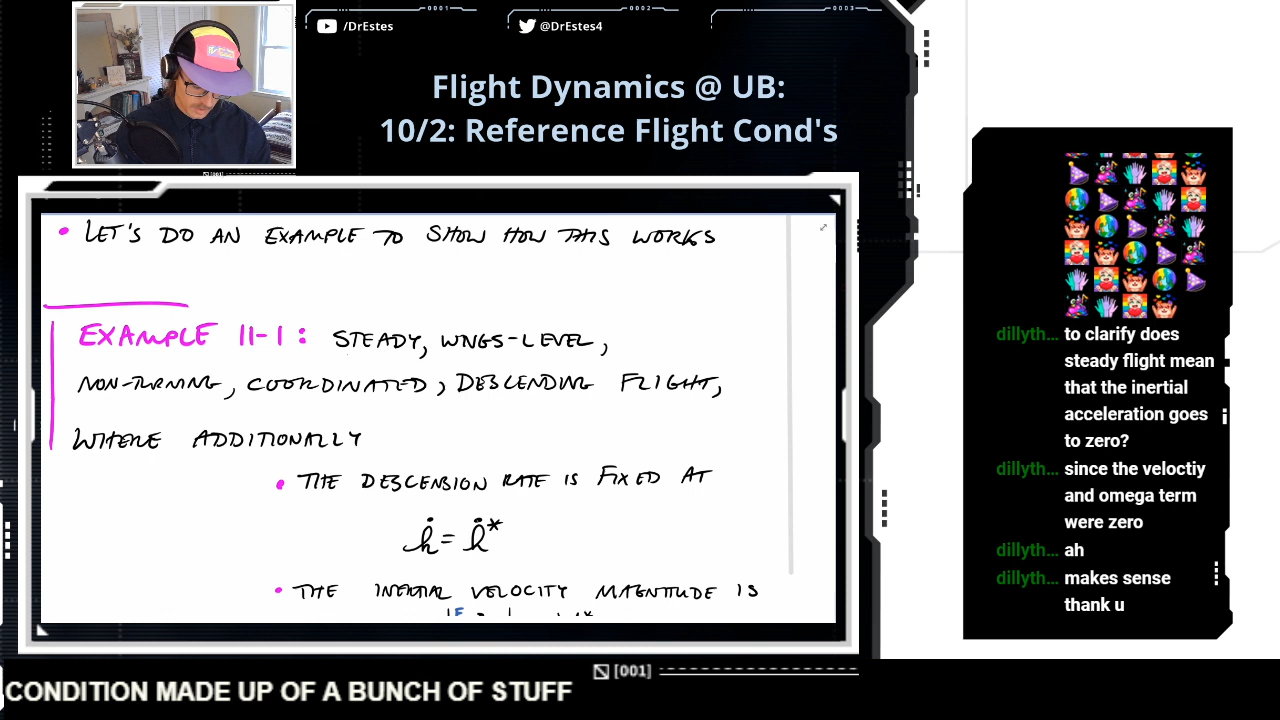 0001
0002
0003
/DrEstes
@DrEstes4
Flight Dynamics @ UB:
10/2: Reference Flight Cond's
[001]
• LET'S DO AN EXAMPLE TO SHOW HOW THIS WORKS
EXAMPLE 11-1: STEADY, WINGS-LEVEL,
NON-TURNING, COORDINATED, DESCENDING FLIGHT,
WHERE ADDITIONALLY
• THE DESCENSION RATE IS FIXED AT
ḣ = ḣ*
• THE INERTIAL VELOCITY MAGNITUDE IS
dillyth… to clarify does
steady flight mean
that the inertial
acceleration goes
to zero?
dillyth… since the veloctiy
and omega term
were zero
dillyth… ah
dillyth… makes sense
thank u
[001]
CONDITION MADE UP OF A BUNCH OF STUFF